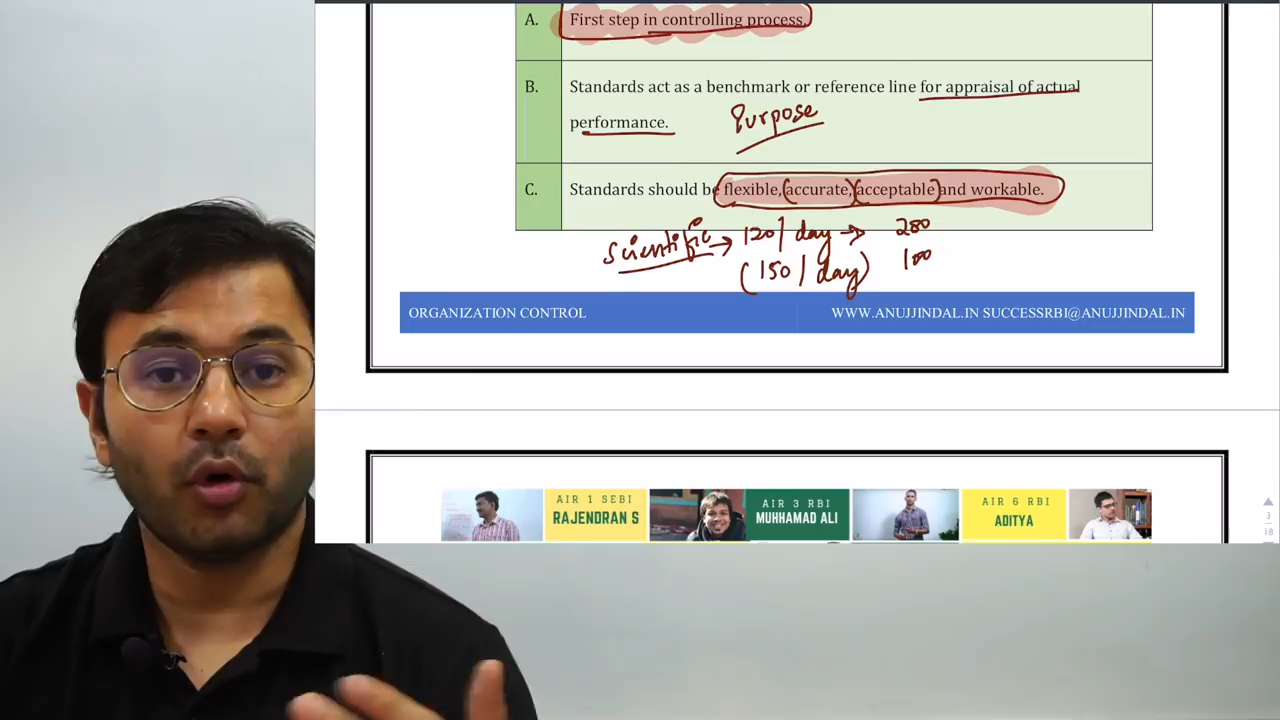 A. First step in controlling process.
B. Standards act as a benchmark or reference line for appraisal of actual
performance. Purpose
C. Standards should be flexible, (accurate,) (acceptable) and workable.
Scientific → 120 / day → 200
(150 / day) 100
ORGANIZATION CONTROL WWW.ANUJJINDAL.IN SUCCESSRBI@ANUJJINDAL.IN
AIR 1 SEBI
RAJENDRAN S
AIR 3 RBI
MUHHAMAD ALI
AIR 6 RBI
ADITYA
3
18